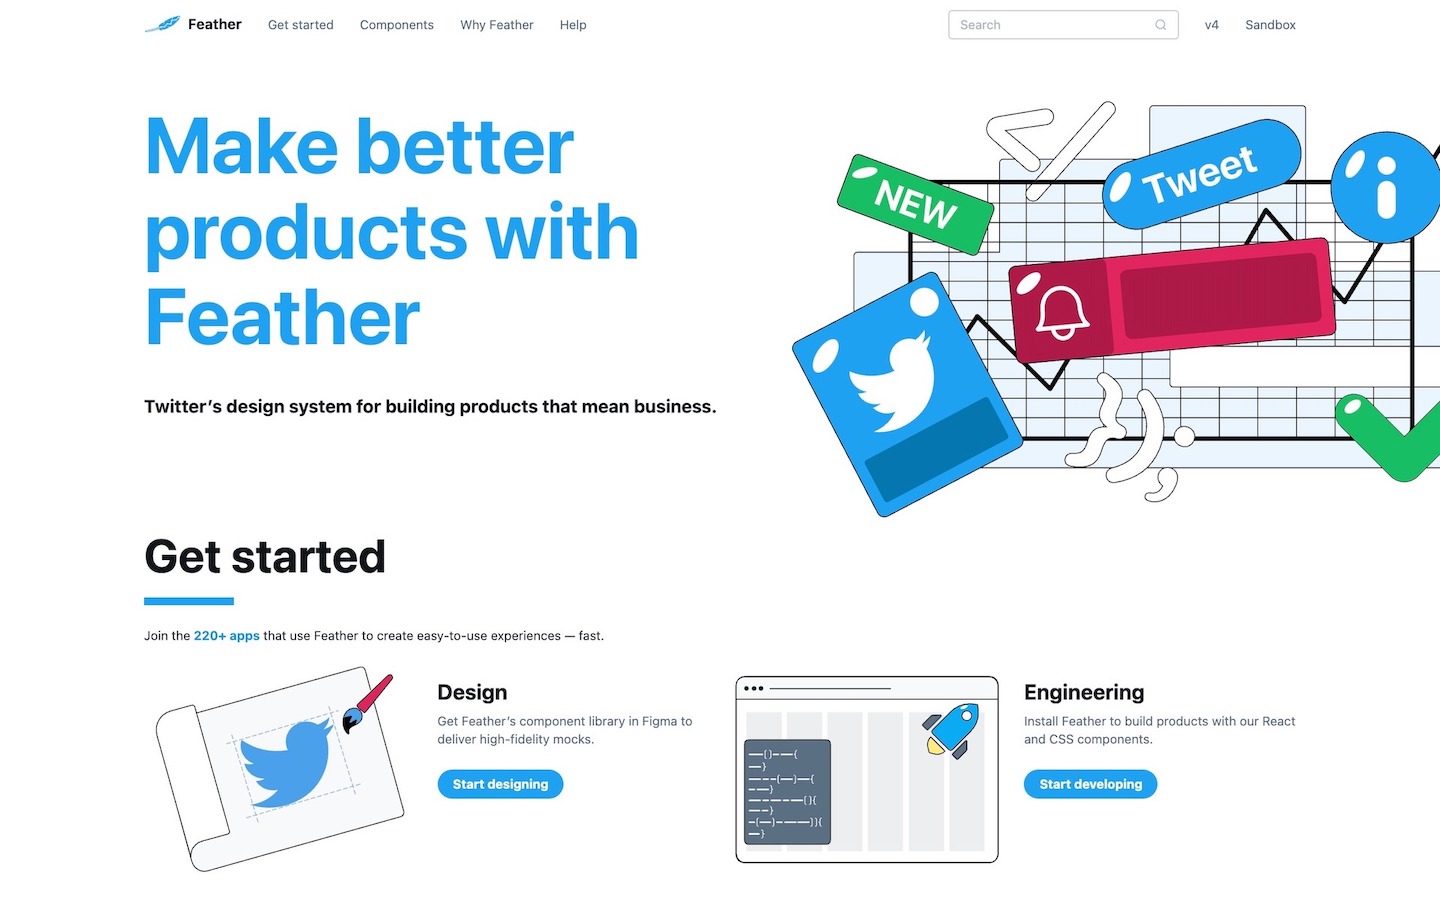 Feather
Get started
Components
Why Feather
Help
Search
v4
Sandbox
Make better
products with
Feather
Twitter’s design system for building products that mean business.
NEW
Tweet
Get started
Join the 220+ apps that use Feather to create easy-to-use experiences — fast.
Design
Get Feather’s component library in Figma to
deliver high-fidelity mocks.
Start designing
Engineering
Install Feather to build products with our React
and CSS components.
Start developing